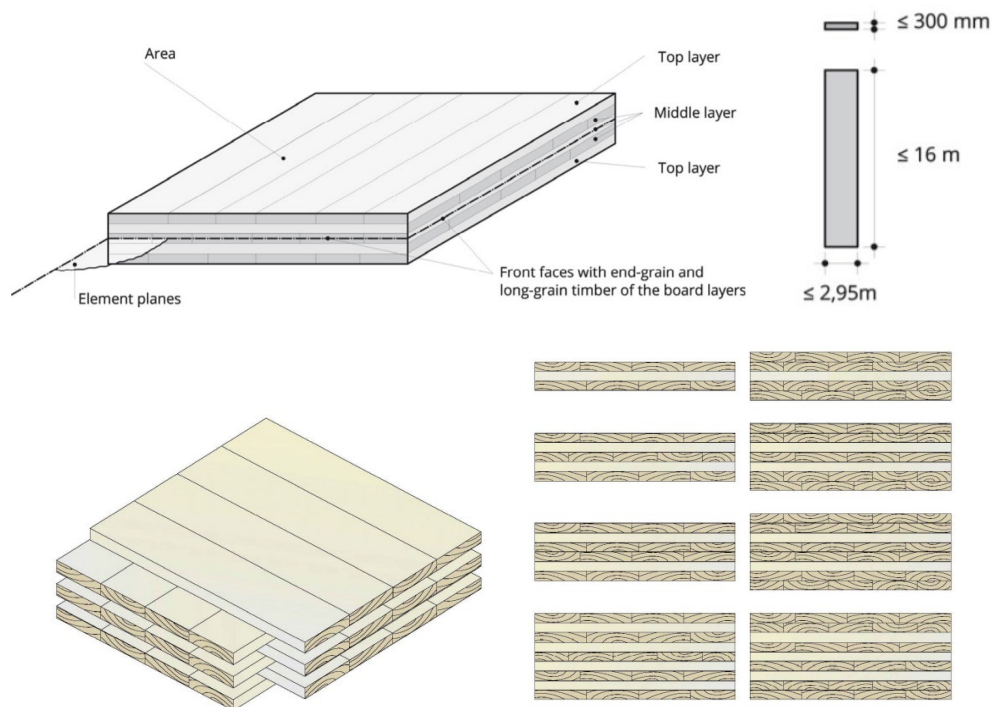 Area
Top layer
Middle layer
Top layer
Front faces with end-grain and
long-grain timber of the board layers
Element planes
≤ 300 mm
≤ 16 m
≤ 2,95m